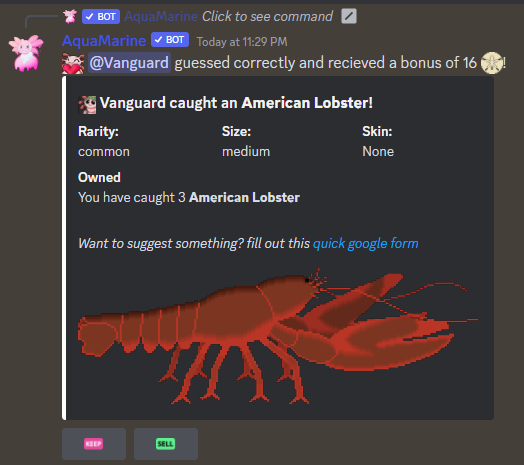 ✓ BOT AquaMarine Click to see command
AquaMarine ✓ BOT Today at 11:29 PM
@Vanguard guessed correctly and recieved a bonus of 16 !
Vanguard caught an American Lobster!
Rarity: Size: Skin:
common medium None
Owned
You have caught 3 American Lobster
Want to suggest something? fill out this quick google form
KEEP SELL